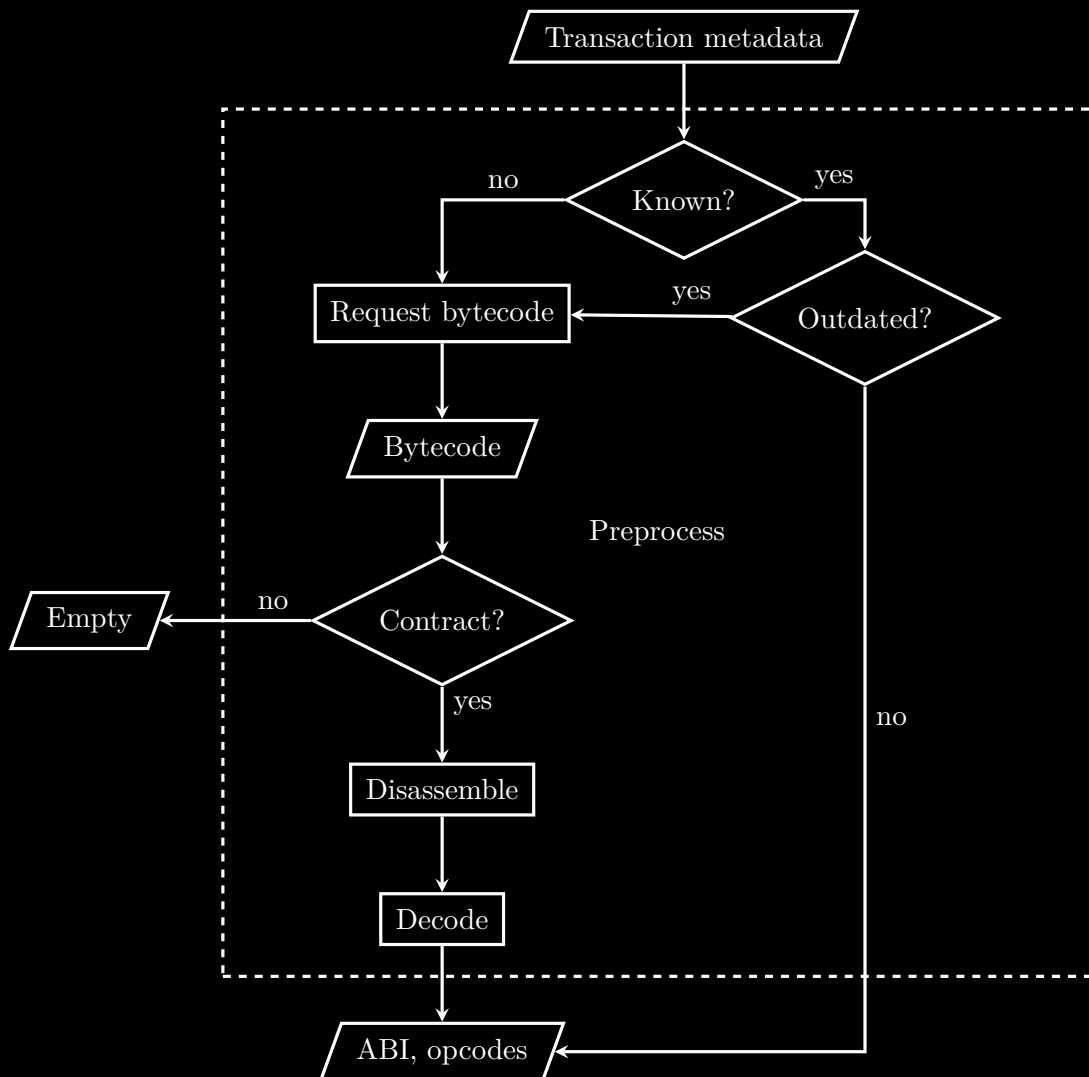 Transaction metadata
no
yes
Known?
yes
Request bytecode
Outdated?
Bytecode
Preprocess
no
Empty
Contract?
yes
no
Disassemble
Decode
ABI, opcodes